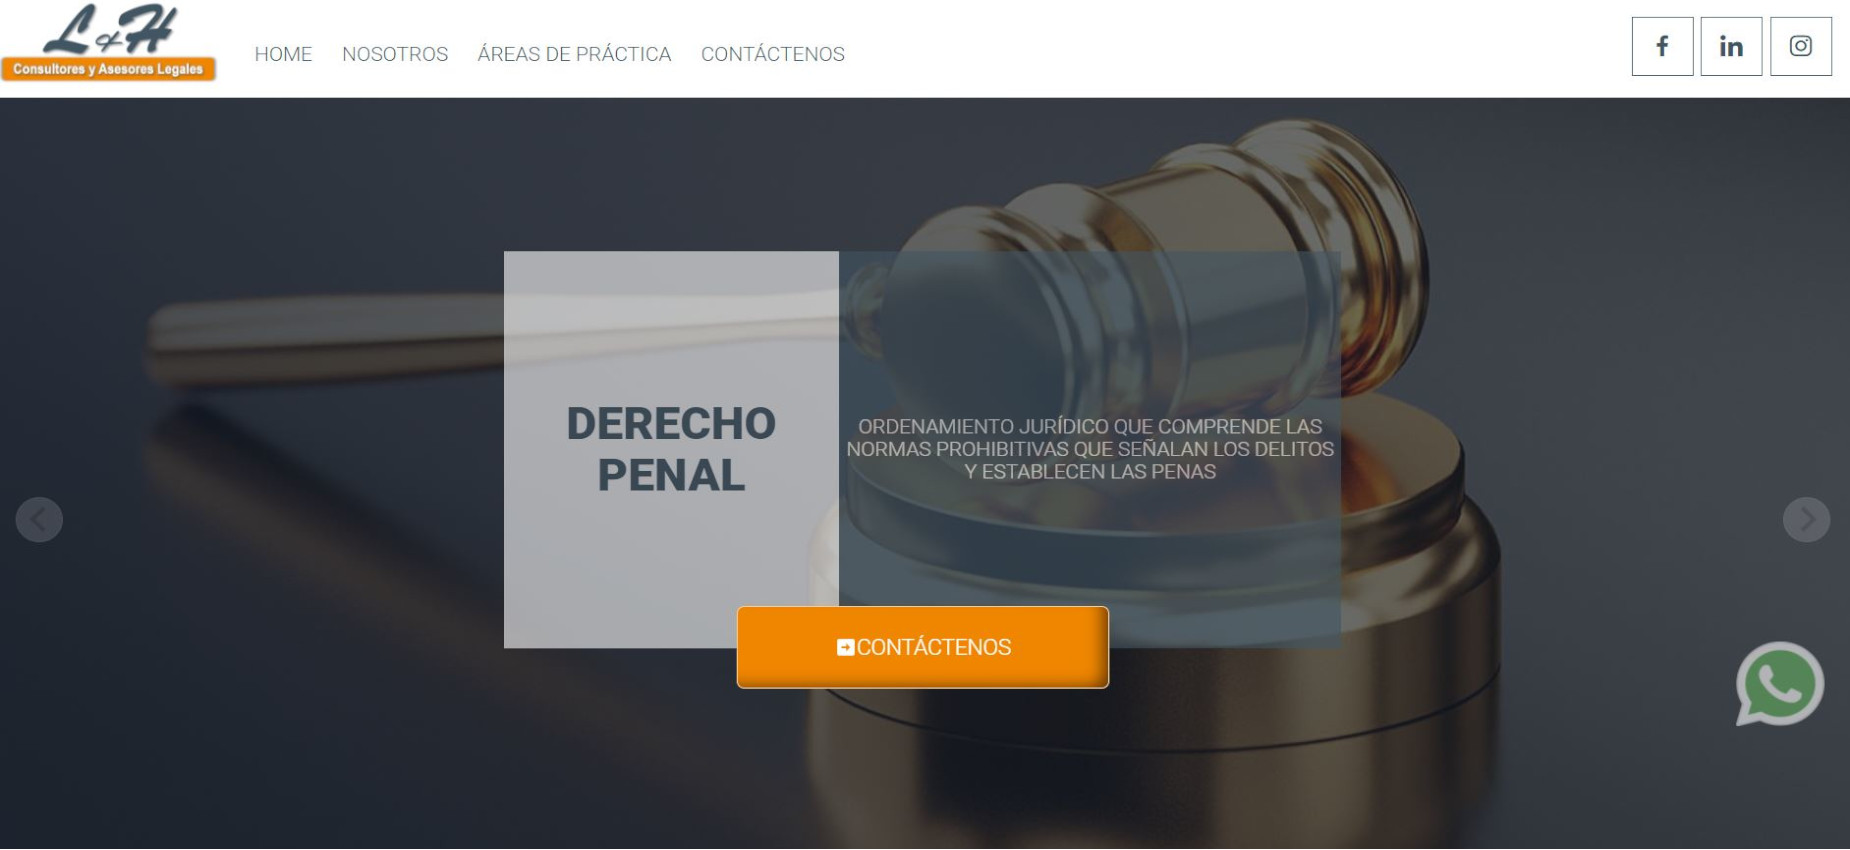 L & H
Consultores y Asesores Legales
HOME NOSOTROS ÁREAS DE PRÁCTICA CONTÁCTENOS
DERECHO
PENAL
ORDENAMIENTO JURÍDICO QUE COMPRENDE LAS
NORMAS PROHIBITIVAS QUE SEÑALAN LOS DELITOS
Y ESTABLECEN LAS PENAS
CONTÁCTENOS